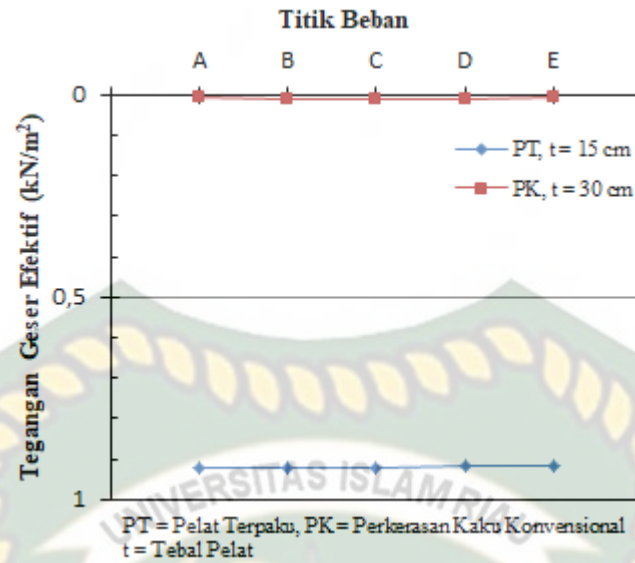 Titik Beban
A B C D E
0
0,5
1
Tegangan Geser Efektif (kN/m²)
PT, t = 15 cm
PK, t = 30 cm
UNIVERSITAS ISLAM RIAU
PT = Pelat Terpaku, PK = Perkerasan Kaku Konvensional
t = Tebal Pelat